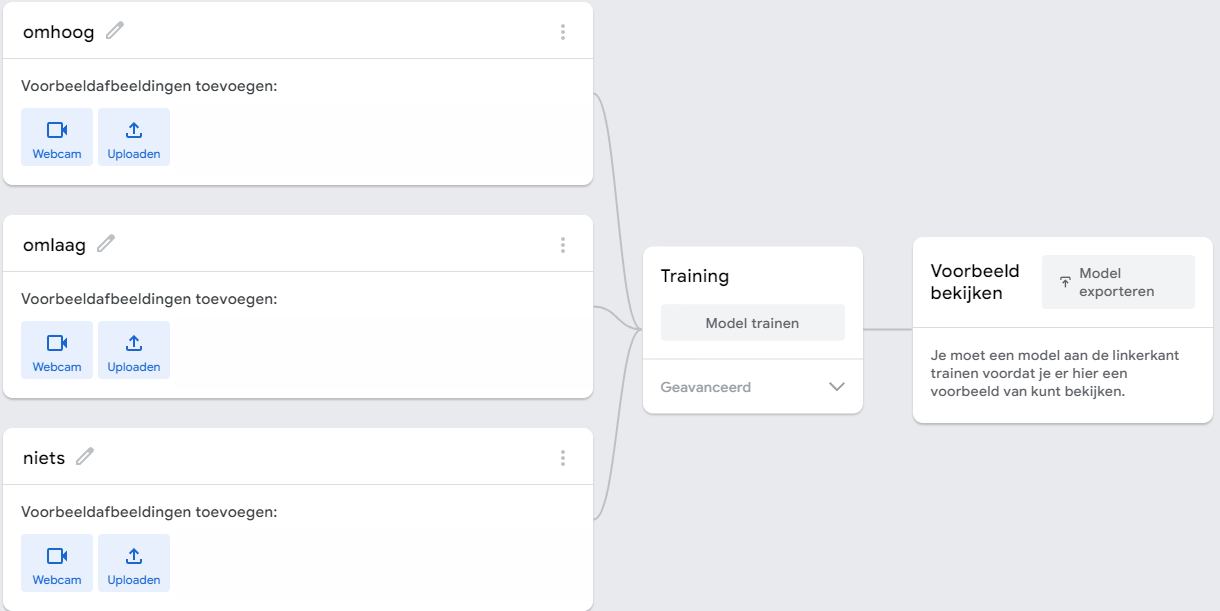 omhoog
Voorbeeldafbeeldingen toevoegen:
Webcam
Uploaden
omlaag
Voorbeeldafbeeldingen toevoegen:
Webcam
Uploaden
niets
Voorbeeldafbeeldingen toevoegen:
Webcam
Uploaden
Training
Model trainen
Geavanceerd
Voorbeeld
bekijken
Model
exporteren
Je moet een model aan de linkerkant
trainen voordat je er hier een
voorbeeld van kunt bekijken.